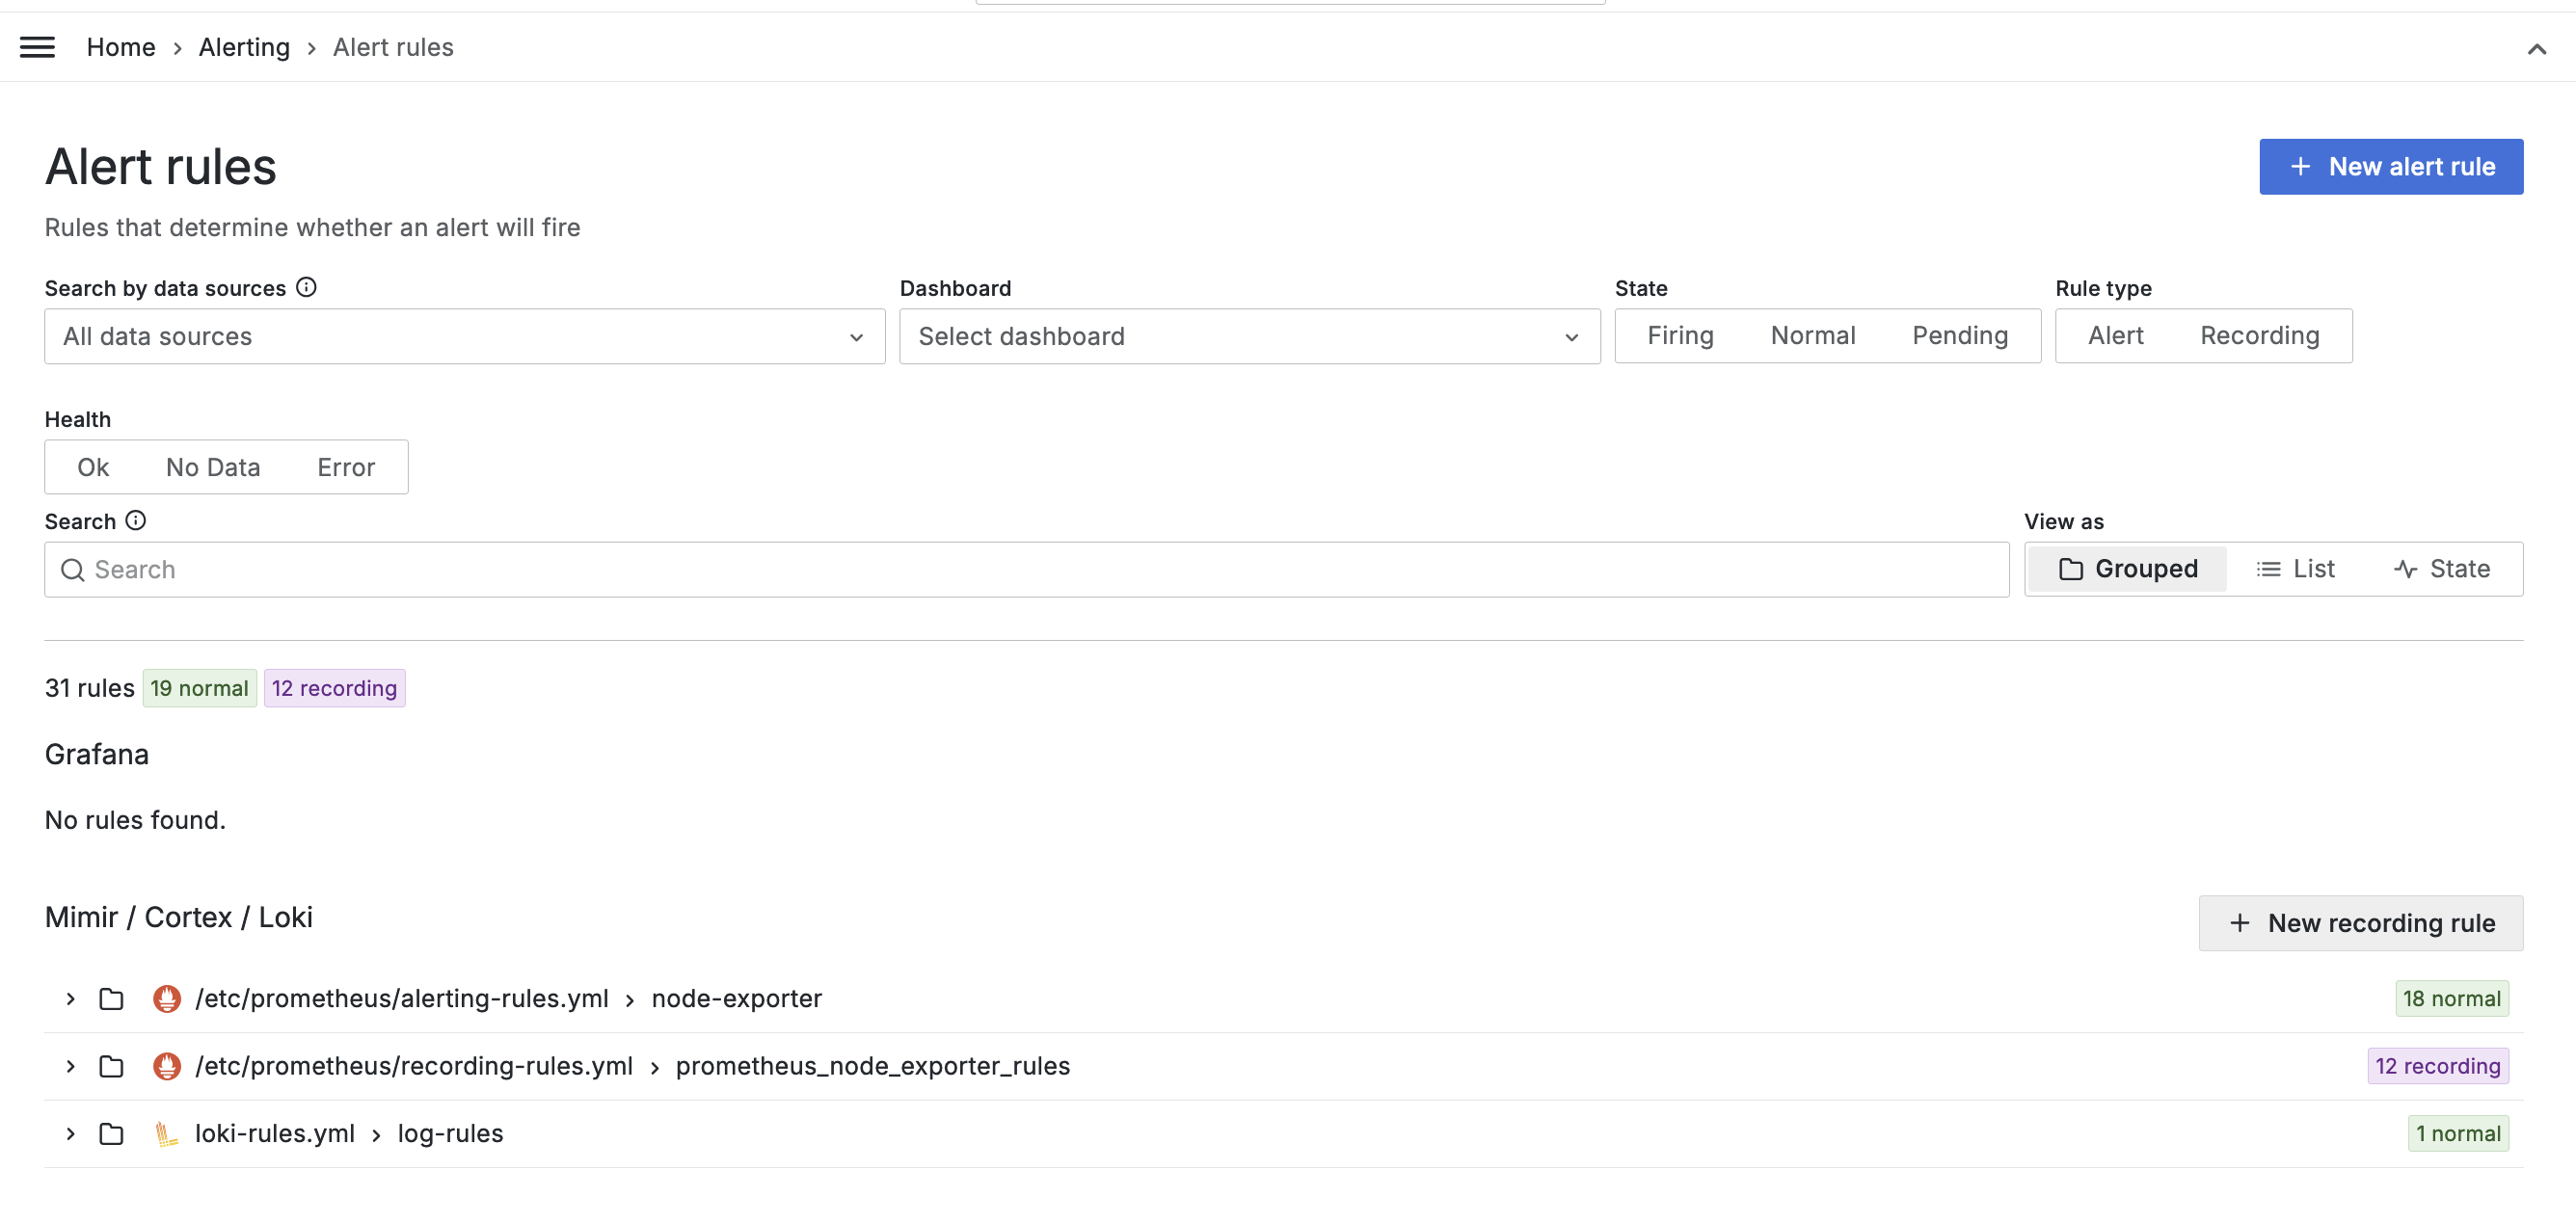 Home › Alerting › Alert rules
Alert rules
+ New alert rule
Rules that determine whether an alert will fire
Search by data sources
Dashboard
State
Rule type
All data sources
Select dashboard
Firing Normal Pending
Alert Recording
Health
Ok No Data Error
Search
View as
Search
Grouped List State
31 rules 19 normal 12 recording
Grafana
No rules found.
Mimir / Cortex / Loki
+ New recording rule
/etc/prometheus/alerting-rules.yml › node-exporter 18 normal
/etc/prometheus/recording-rules.yml › prometheus_node_exporter_rules 12 recording
loki-rules.yml › log-rules 1 normal